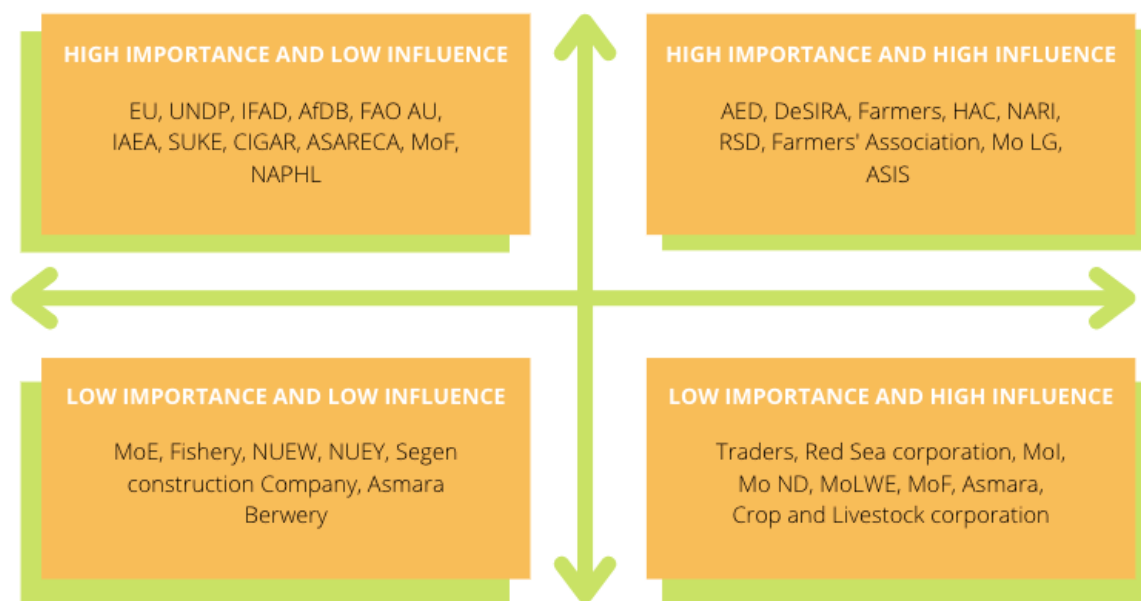 HIGH IMPORTANCE AND LOW INFLUENCE
EU, UNDP, IFAD, AfDB, FAO AU,
IAEA, SUKE, CIGAR, ASARECA, MoF,
NAPHL
HIGH IMPORTANCE AND HIGH INFLUENCE
AED, DeSIRA, Farmers, HAC, NARI,
RSD, Farmers' Association, Mo LG,
ASIS
LOW IMPORTANCE AND LOW INFLUENCE
MoE, Fishery, NUEW, NUEY, Segen
construction Company, Asmara
Berwery
LOW IMPORTANCE AND HIGH INFLUENCE
Traders, Red Sea corporation, MoI,
Mo ND, MoLWE, MoF, Asmara,
Crop and Livestock corporation